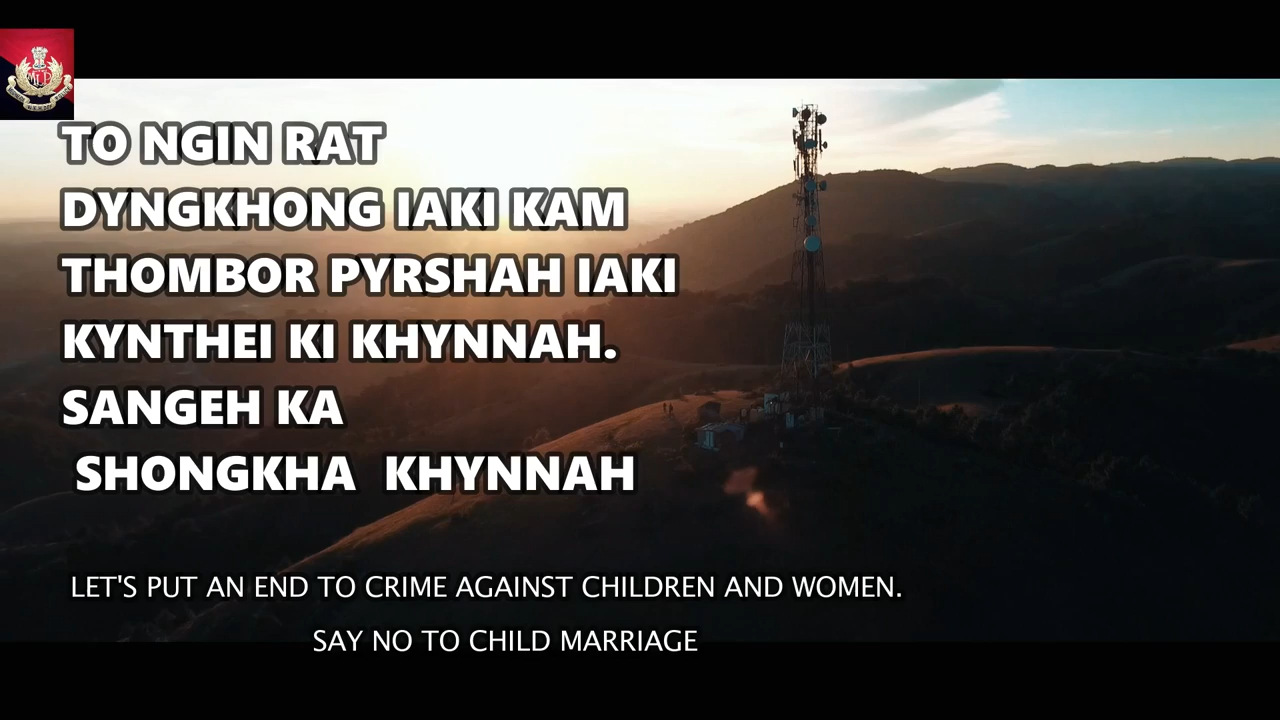 TO NGIN RAT
DYNGKHONG IAKI KAM
THOMBOR PYRSHAH IAKI
KYNTHEI KI KHYNNAH.
SANGEH KA
SHONGKHA KHYNNAH
LET'S PUT AN END TO CRIME AGAINST CHILDREN AND WOMEN.
SAY NO TO CHILD MARRIAGE